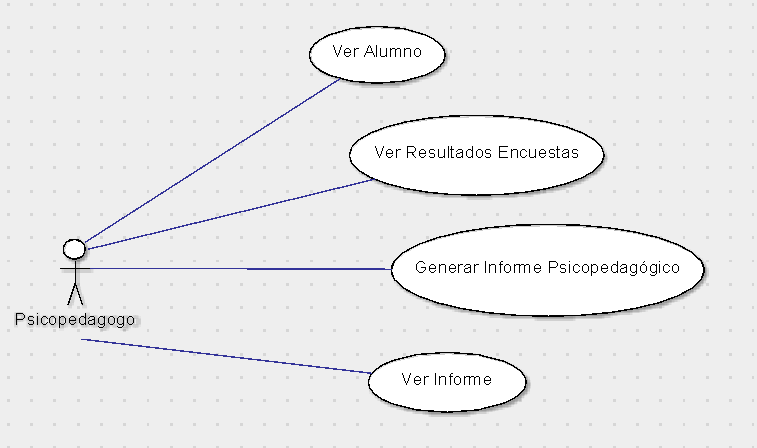 Ver Alumno
Ver Resultados Encuestas
Generar Informe Psicopedagógico
Psicopedagogo
Ver Informe